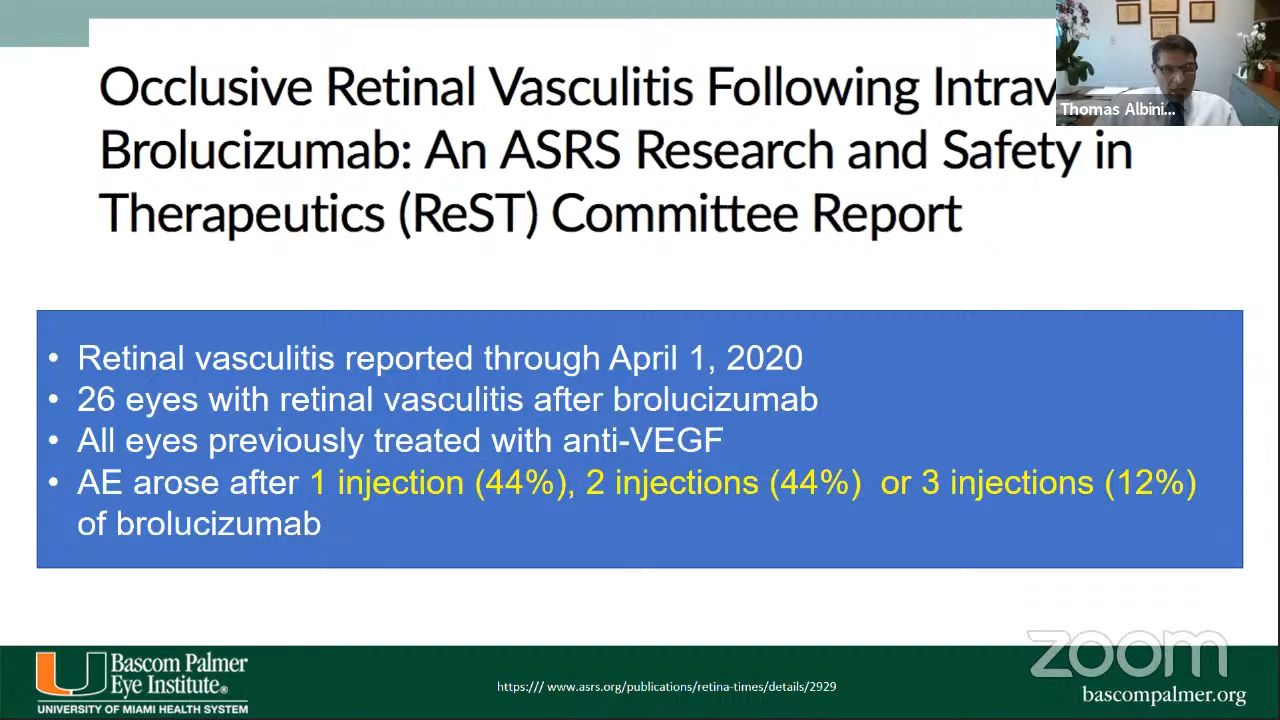 Occlusive Retinal Vasculitis Following Intrav
Thomas Albini...
Brolucizumab: An ASRS Research and Safety in
Therapeutics (ReST) Committee Report
• Retinal vasculitis reported through April 1, 2020
• 26 eyes with retinal vasculitis after brolucizumab
• All eyes previously treated with anti-VEGF
• AE arose after 1 injection (44%), 2 injections (44%) or 3 injections (12%)
of brolucizumab
zoom
Bascom Palmer
Eye Institute®
UNIVERSITY OF MIAMI HEALTH SYSTEM
https:/// www.asrs.org/publications/retina-times/details/2929
bascompalmer.org